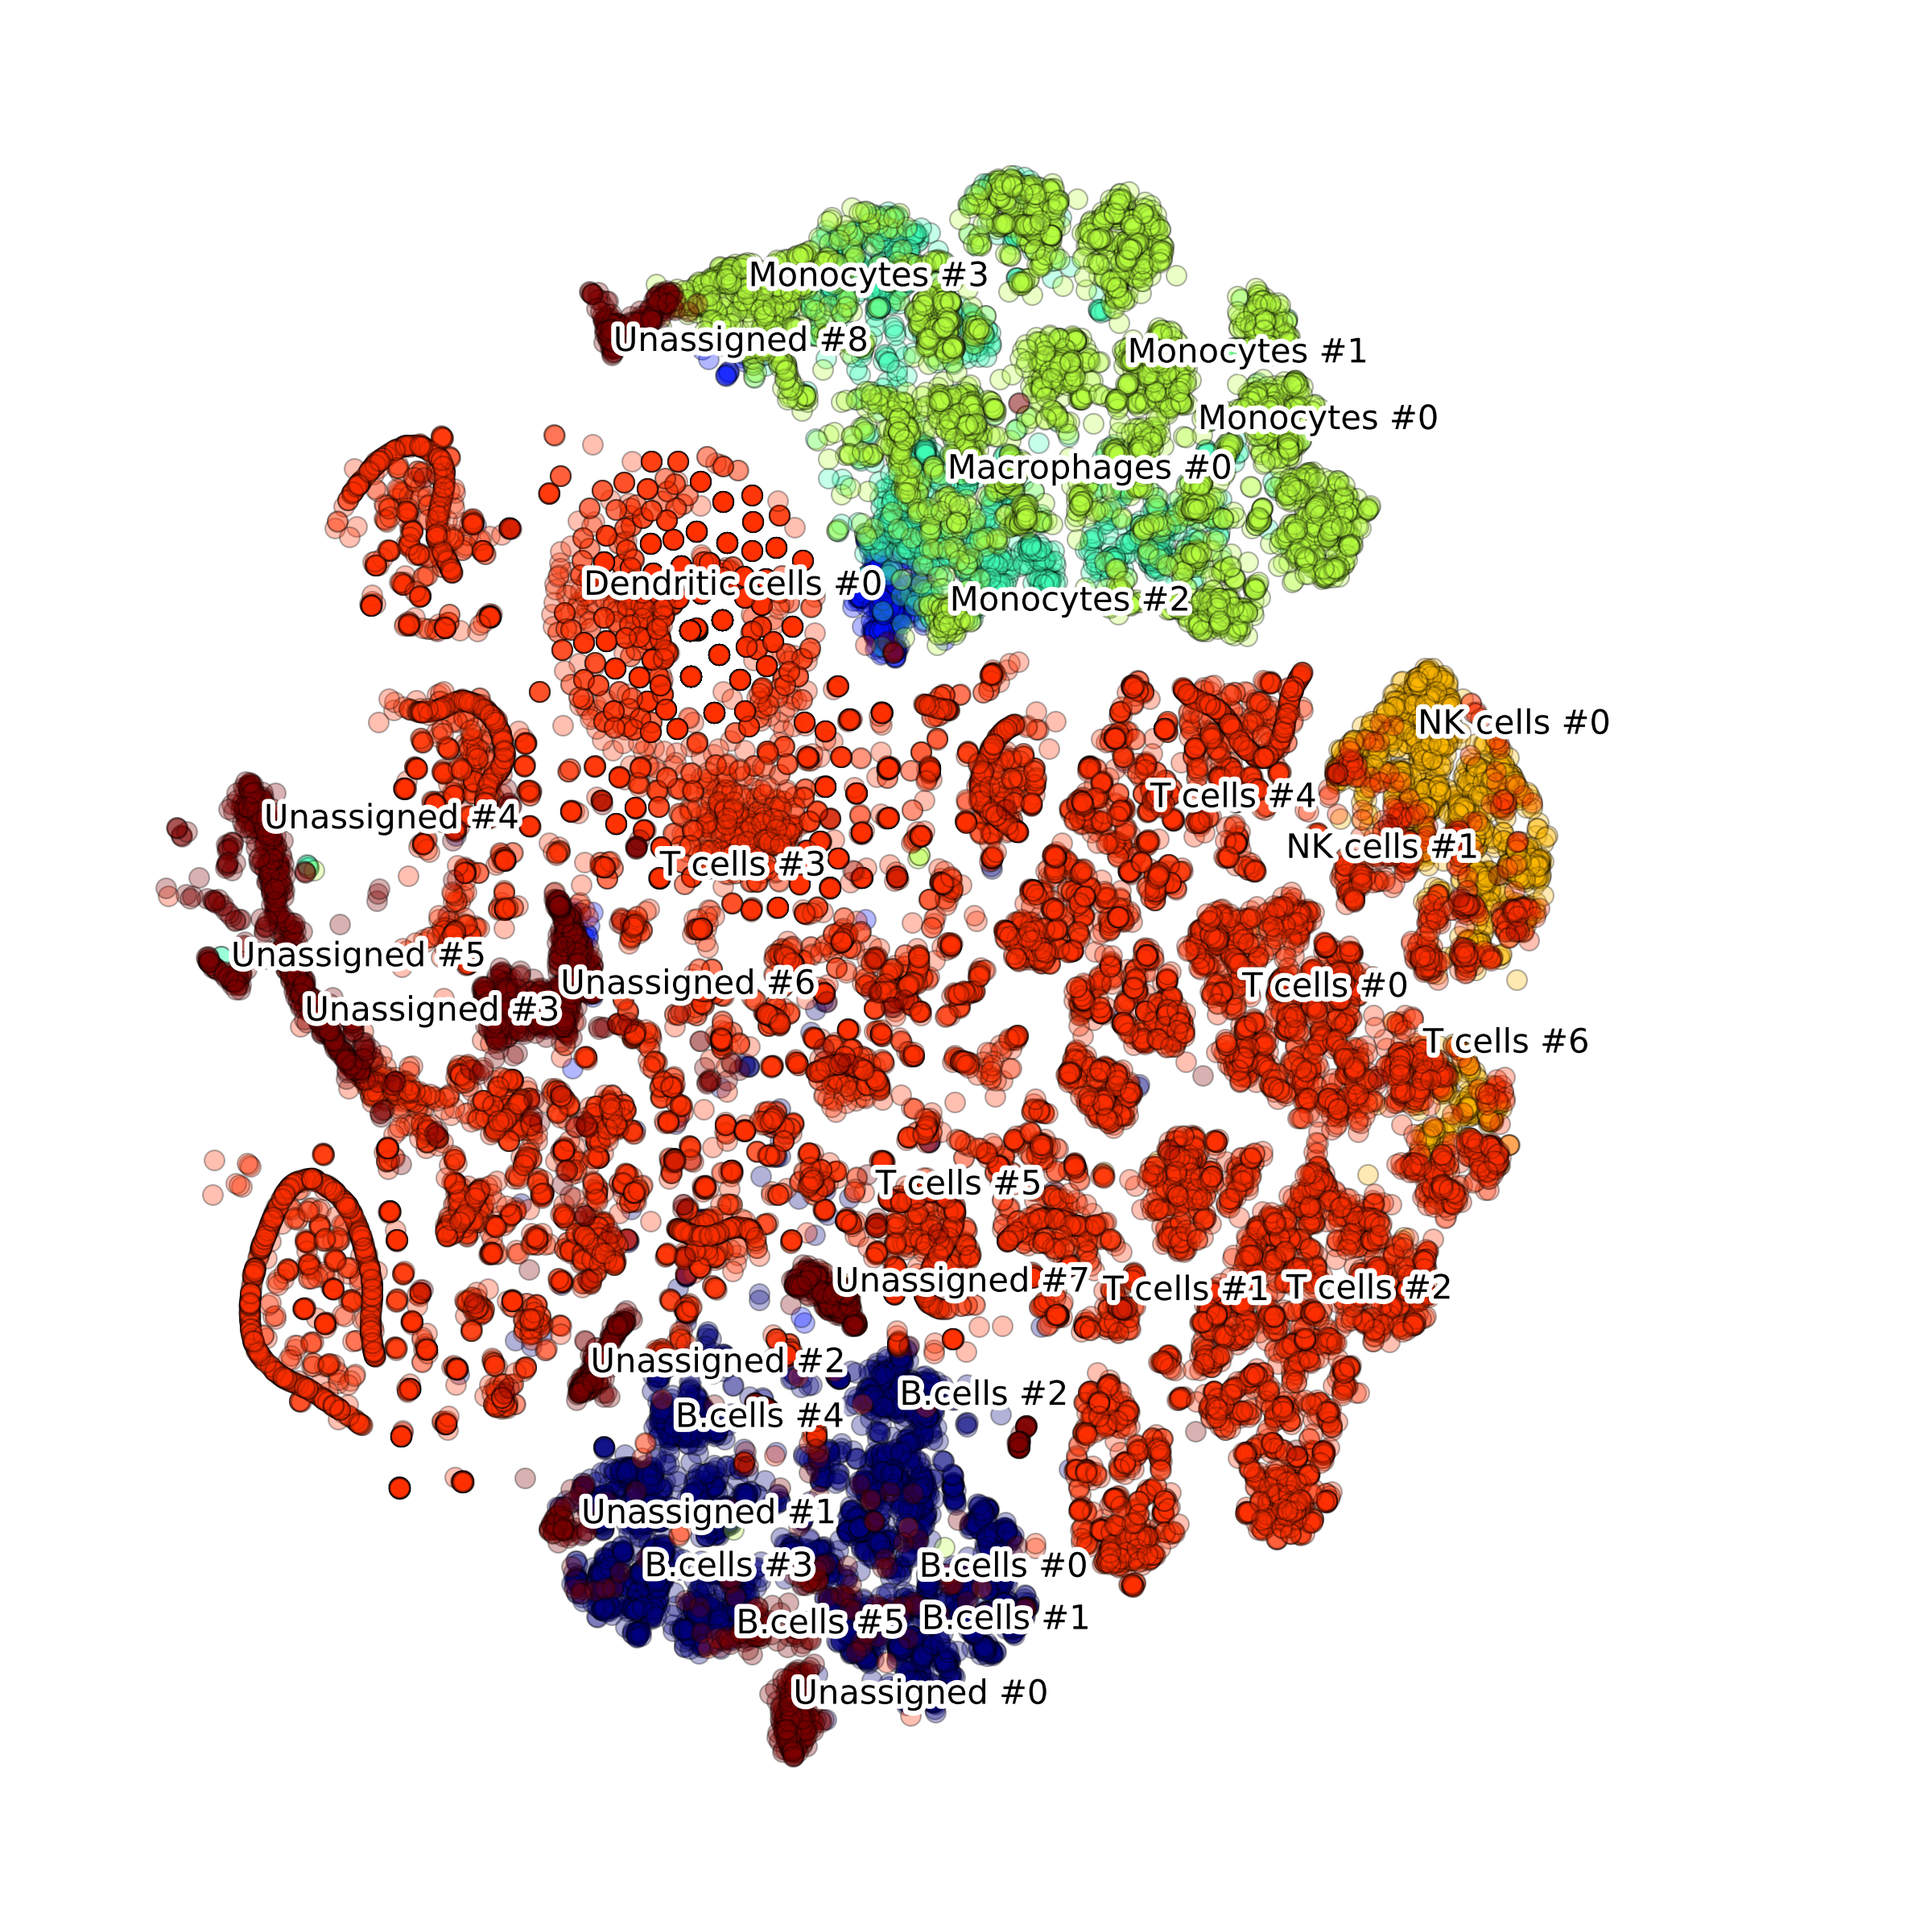 Monocytes #3
Unassigned #8
Monocytes #1
Monocytes #0
Macrophages #0
Dendritic cells #0
Monocytes #2
NK cells #0
T cells #4
Unassigned #4
NK cells #1
T cells #3
Unassigned #5
Unassigned #6
T cells #0
Unassigned #3
T cells #6
T cells #5
Unassigned #7
T cells #1
T cells #2
Unassigned #2
B.cells #2
B.cells #4
Unassigned #1
B.cells #3
B.cells #0
B.cells #5
B.cells #1
Unassigned #0